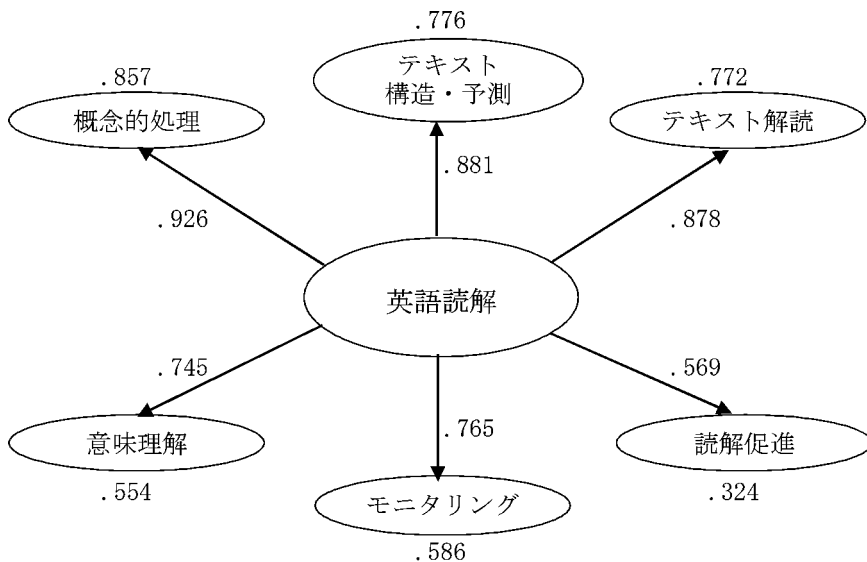 .776
テキスト
構造・予測
.857
概念的処理
.772
テキスト解読
.881
.926
.878
英語読解
.745
.569
.765
意味理解
.554
モニタリング
.586
読解促進
.324